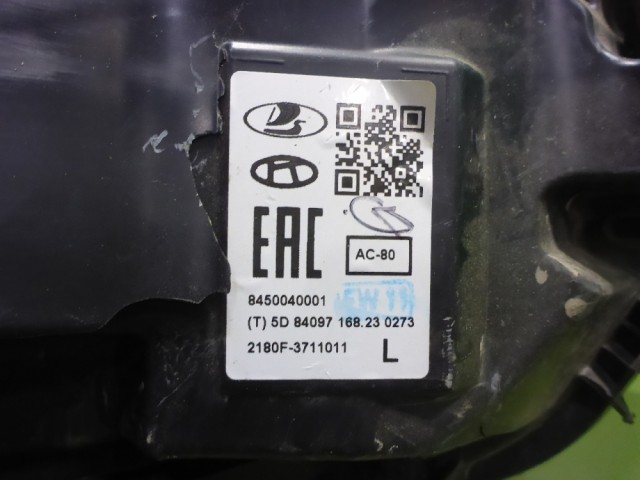 EAC
AC-80
8450040001
(T) 5D 84097 168.23 0273
2180F-3711011 L